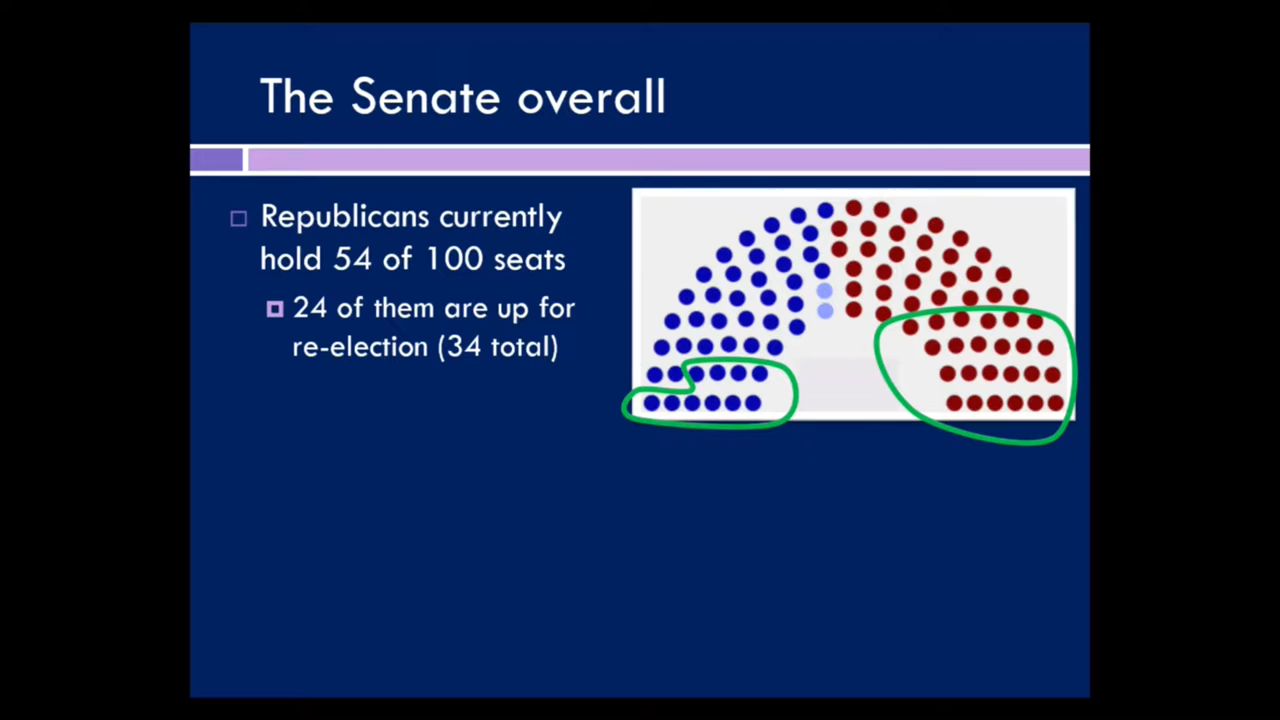 The Senate overall
Republicans currently
hold 54 of 100 seats
24 of them are up for
re-election (34 total)